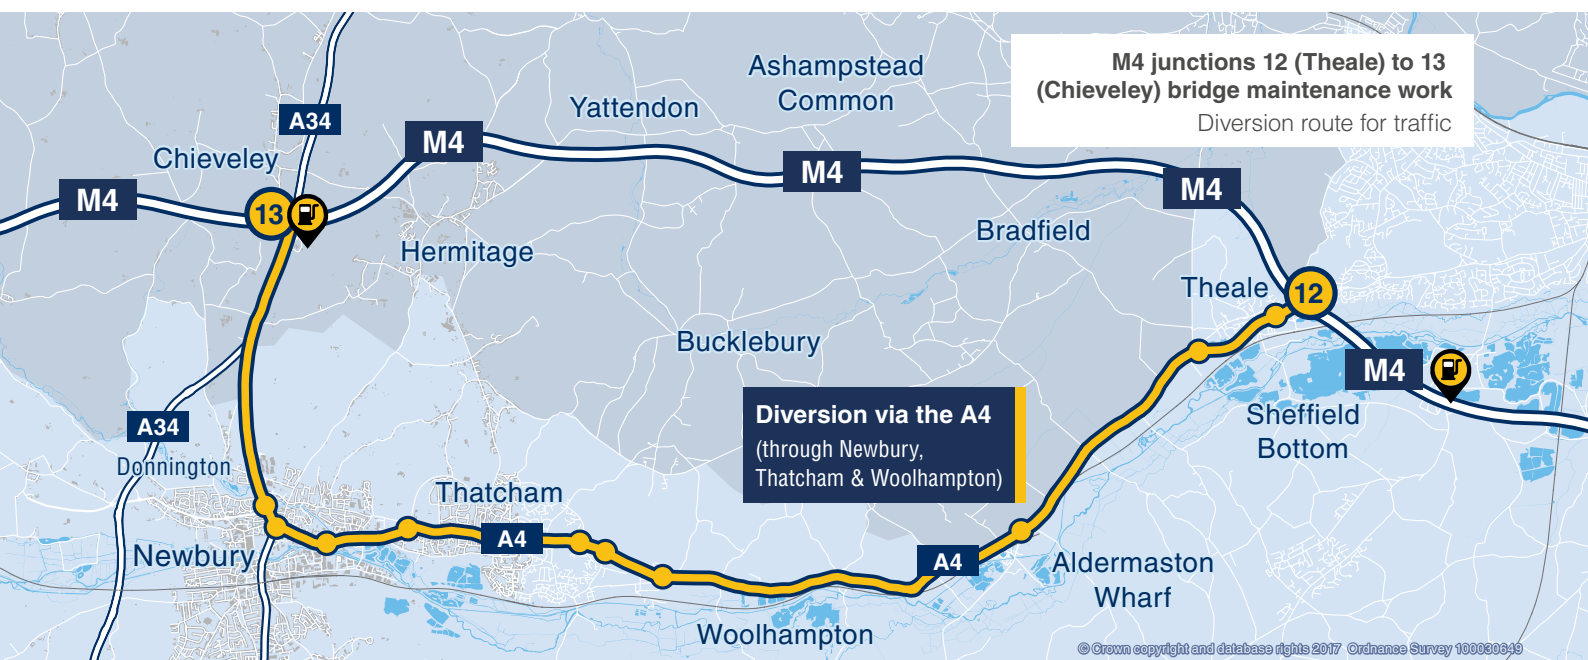 M4 junctions 12 (Theale) to 13
(Chieveley) bridge maintenance work
Diversion route for traffic
Ashampstead
Common
Yattendon
A34
M4
Chieveley
M4
M4
M4
13
Hermitage
Bradfield
Theale
12
Bucklebury
M4
Diversion via the A4
(through Newbury,
Thatcham & Woolhampton)
Sheffield
Bottom
A34
Donnington
Thatcham
A4
Newbury
A4
Aldermaston
Wharf
Woolhampton
© Crown copyright and database rights 2017 Ordnance Survey 100030649